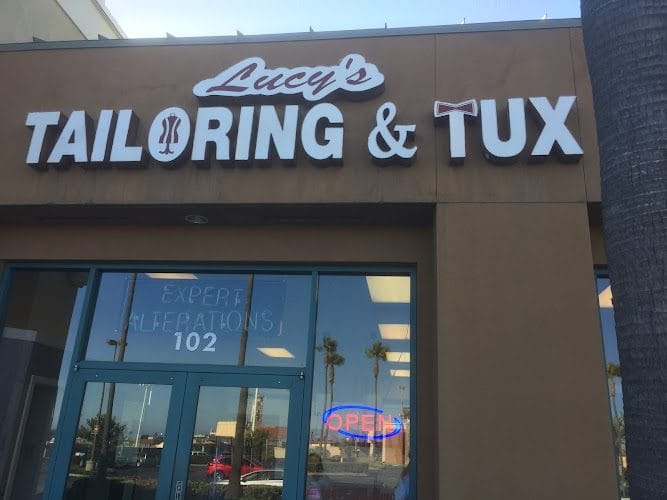 Lucy's
TAILORING & TUX
EXPERT
ALTERATIONS
102
OPEN